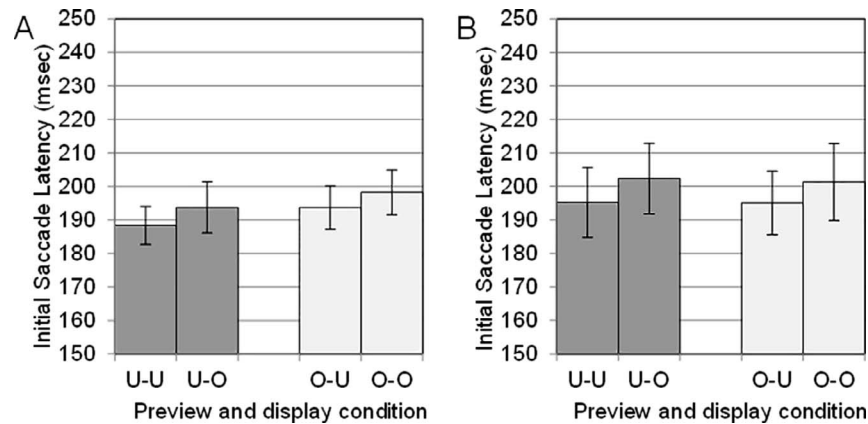 A
Initial Saccade Latency (msec)
250
240
230
220
210
200
190
180
170
160
150
U-U U-O O-U O-O
Preview and display condition
B
Initial Saccade Latency (msec)
250
240
230
220
210
200
190
180
170
160
150
U-U U-O O-U O-O
Preview and display condition